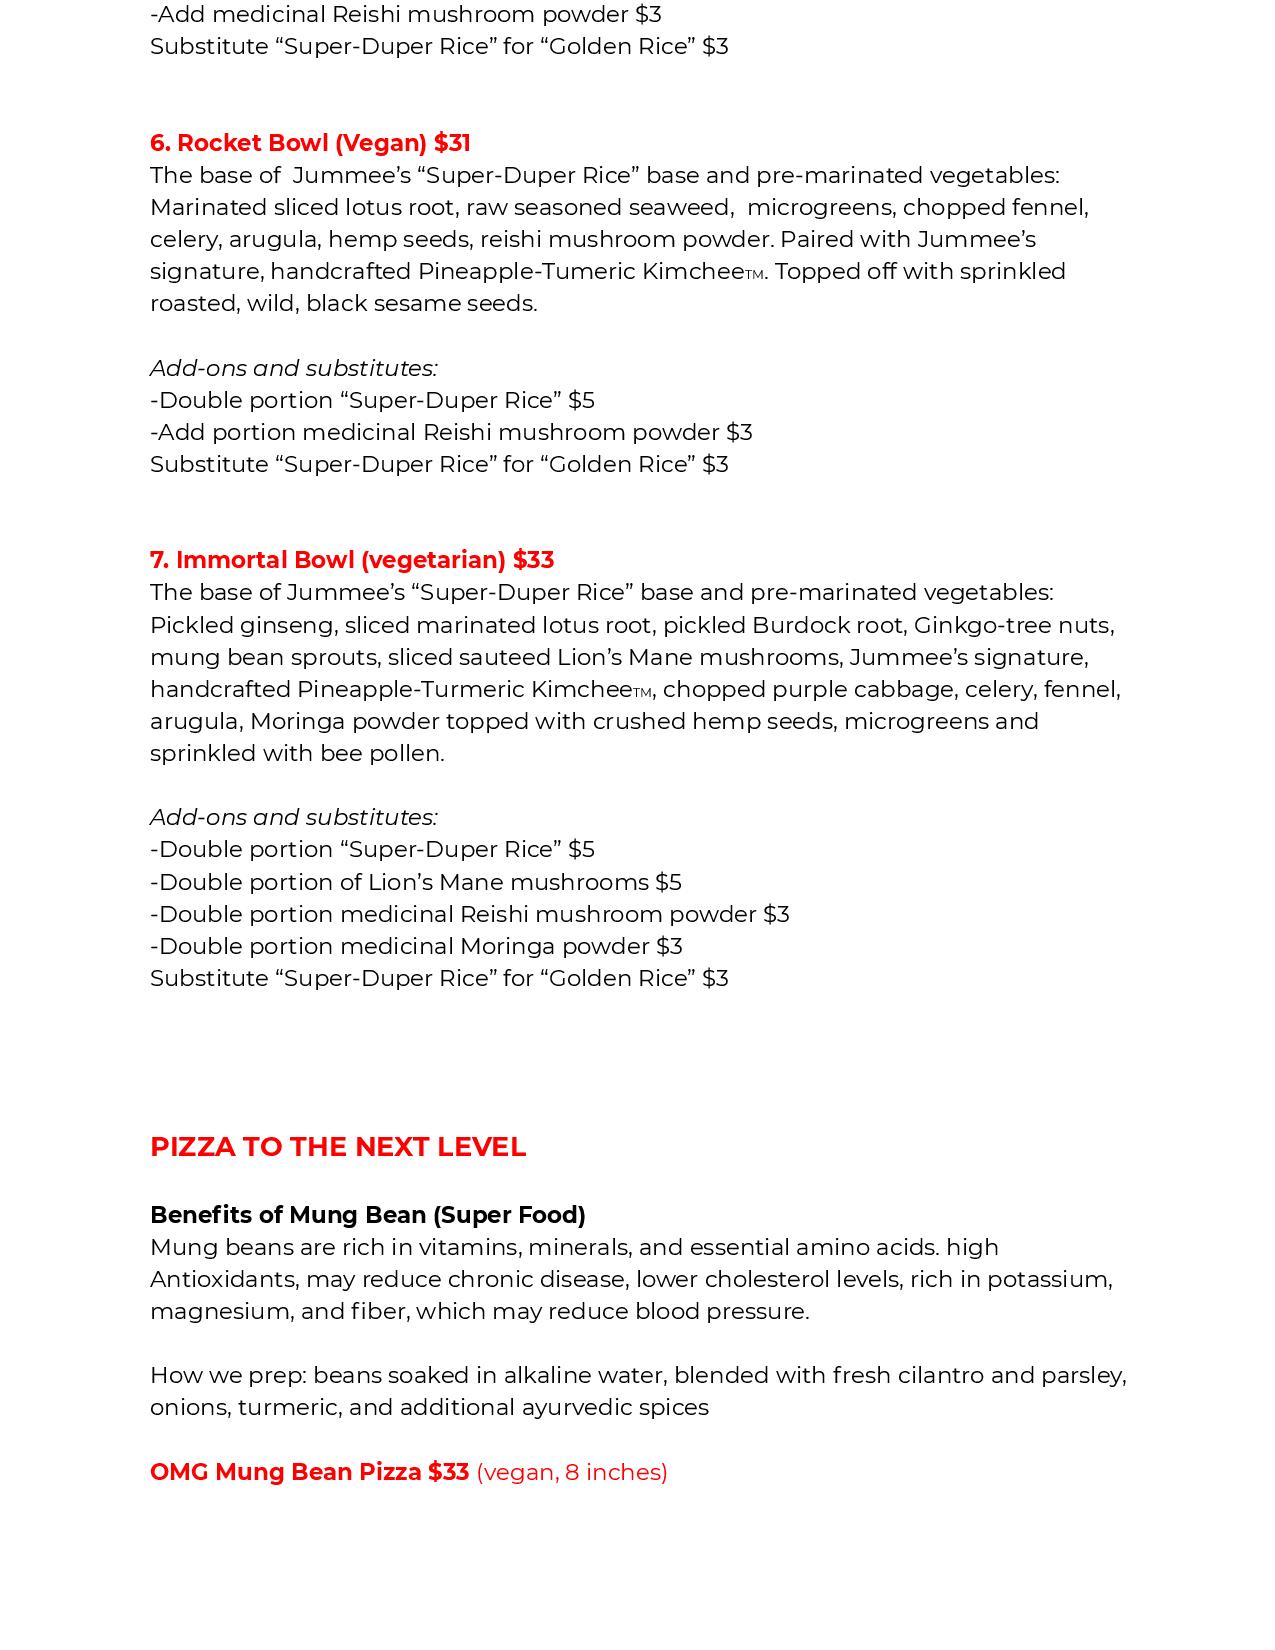 -Add medicinal Reishi mushroom powder $3
Substitute “Super-Duper Rice” for “Golden Rice” $3
6. Rocket Bowl (Vegan) $31
The base of  Jummee’s “Super-Duper Rice” base and pre-marinated vegetables:
Marinated sliced lotus root, raw seasoned seaweed,  microgreens, chopped fennel,
celery, arugula, hemp seeds, reishi mushroom powder. Paired with Jummee’s
signature, handcrafted Pineapple-Tumeric Kimchee™. Topped off with sprinkled
roasted, wild, black sesame seeds.
Add-ons and substitutes:
-Double portion “Super-Duper Rice” $5
-Add portion medicinal Reishi mushroom powder $3
Substitute “Super-Duper Rice” for “Golden Rice” $3
7. Immortal Bowl (vegetarian) $33
The base of Jummee’s “Super-Duper Rice” base and pre-marinated vegetables:
Pickled ginseng, sliced marinated lotus root, pickled Burdock root, Ginkgo-tree nuts,
mung bean sprouts, sliced sauteed Lion’s Mane mushrooms, Jummee’s signature,
handcrafted Pineapple-Turmeric Kimchee™, chopped purple cabbage, celery, fennel,
arugula, Moringa powder topped with crushed hemp seeds, microgreens and
sprinkled with bee pollen.
Add-ons and substitutes:
-Double portion “Super-Duper Rice” $5
-Double portion of Lion’s Mane mushrooms $5
-Double portion medicinal Reishi mushroom powder $3
-Double portion medicinal Moringa powder $3
Substitute “Super-Duper Rice” for “Golden Rice” $3
PIZZA TO THE NEXT LEVEL
Benefits of Mung Bean (Super Food)
Mung beans are rich in vitamins, minerals, and essential amino acids. high
Antioxidants, may reduce chronic disease, lower cholesterol levels, rich in potassium,
magnesium, and fiber, which may reduce blood pressure.
How we prep: beans soaked in alkaline water, blended with fresh cilantro and parsley,
onions, turmeric, and additional ayurvedic spices
OMG Mung Bean Pizza $33 (vegan, 8 inches)